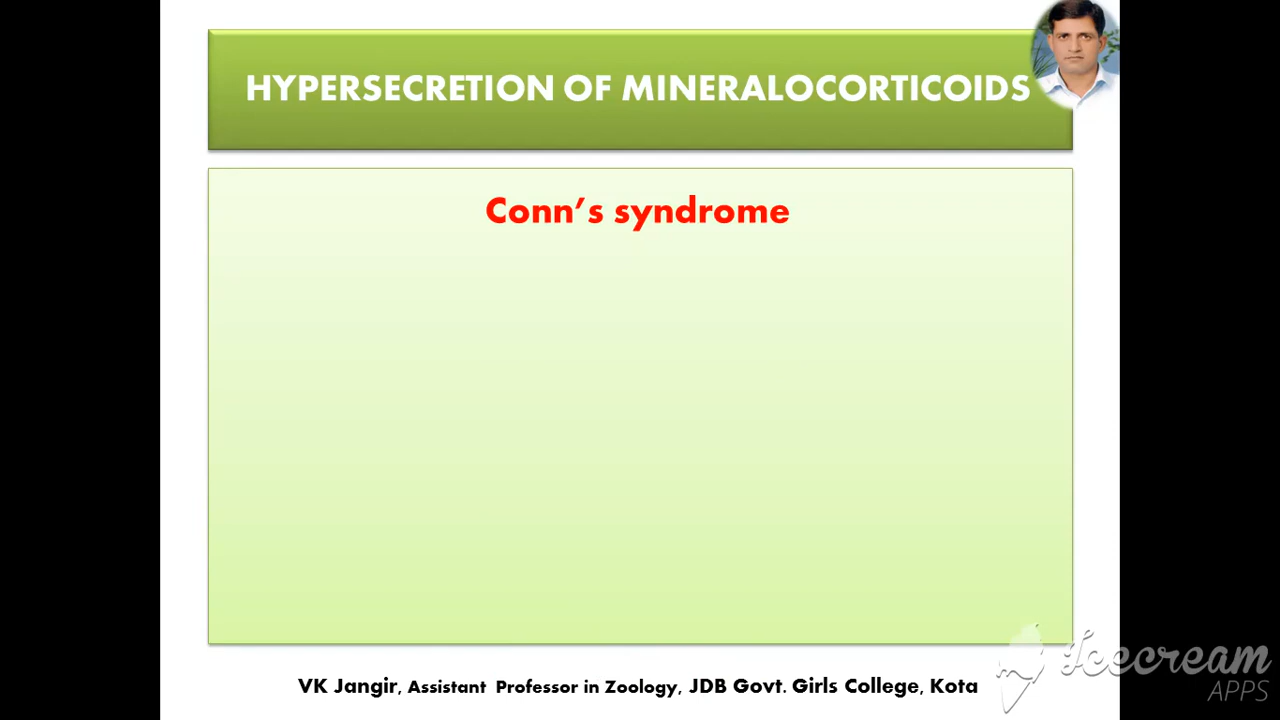 HYPERSECRETION OF MINERALOCORTICOIDS
Conn’s syndrome
VK Jangir, Assistant Professor in Zoology, JDB Govt. Girls College, Kota
Icecream
APPS